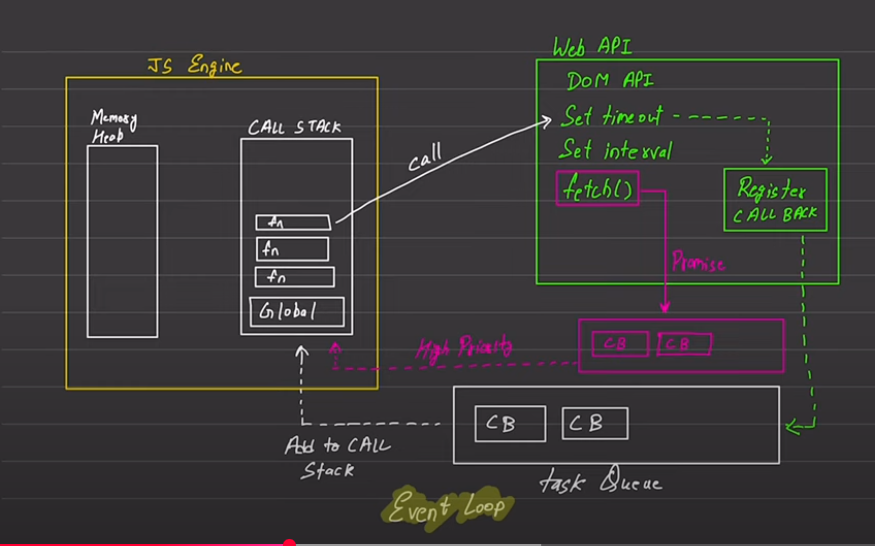 Web API
JS Engine
DOM API
Memory
Heab
CALL STACK
Set timeout
call
Set interval
fetch()
Register
CALL BACK
fn
fn
fn
Promise
Global
High Priority
CB
CB
CB
CB
Add to CALL
Stack
task Queue
Event Loop